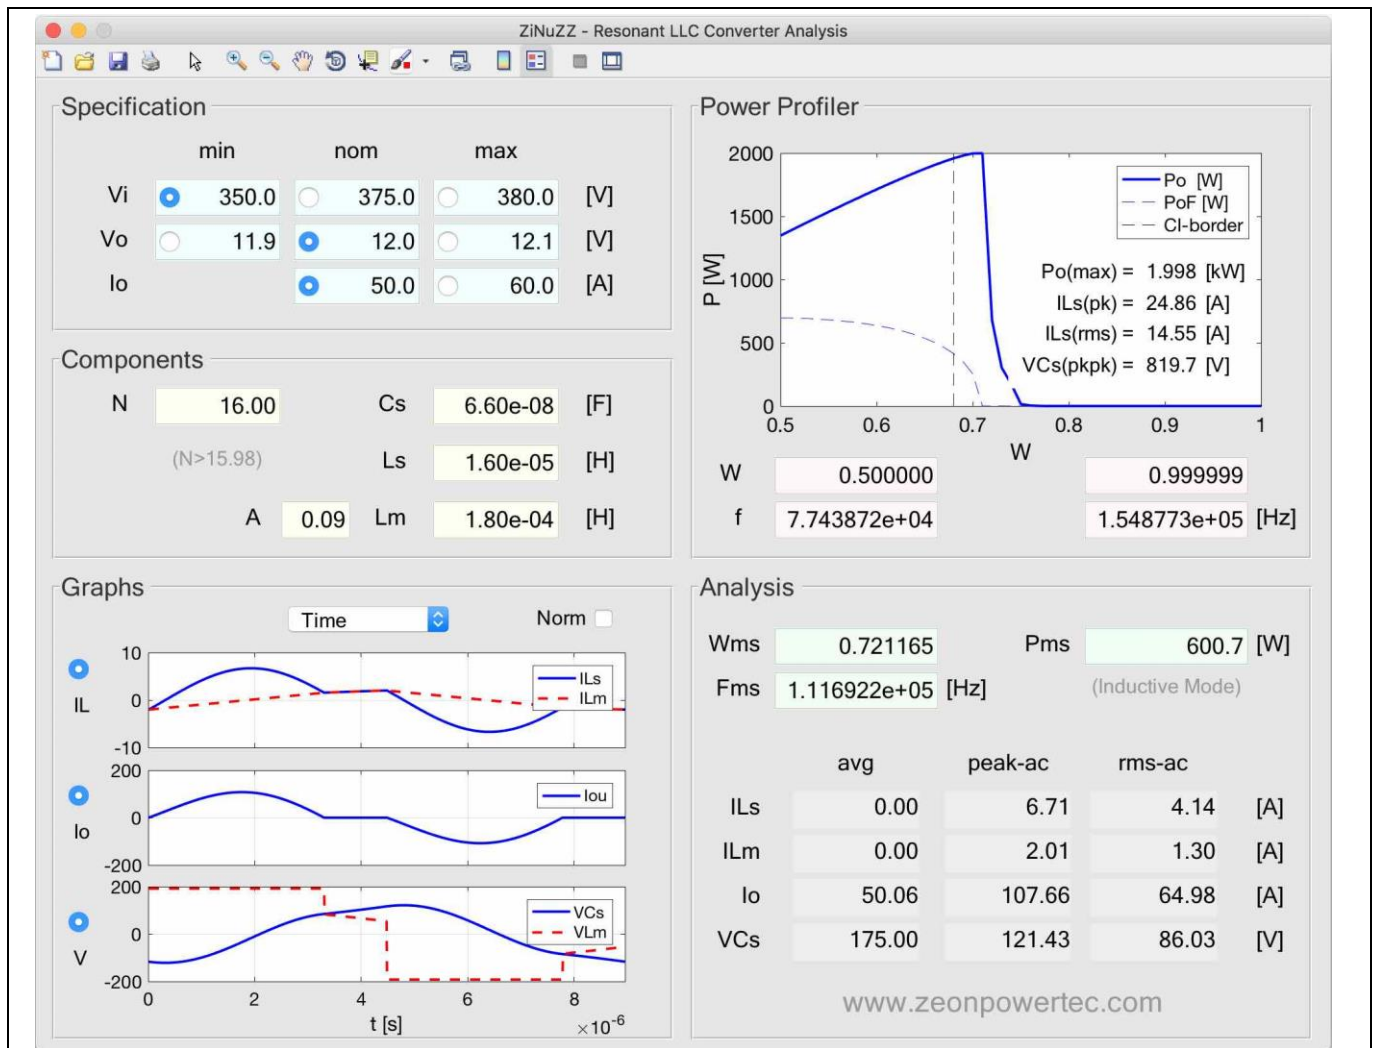 ZiNuZZ - Resonant LLC Converter Analysis
Specification
min nom max
Vi 350.0 375.0 380.0 [V]
Vo 11.9 12.0 12.1 [V]
Io 50.0 60.0 [A]
Components
N 16.00 Cs 6.60e-08 [F]
(N>15.98) Ls 1.60e-05 [H]
A 0.09 Lm 1.80e-04 [H]
Graphs
Time Norm
10
0
-10
IL
ILs
ILm
200
0
-200
Io
Iou
200
0
-200
V
VCs
VLm
0 2 4 6 8
t [s] ×10-6
Power Profiler
2000
1500
1000
500
0
P [W]
Po [W]
PoF [W]
CI-border
Po(max) = 1.998 [kW]
ILs(pk) = 24.86 [A]
ILs(rms) = 14.55 [A]
VCs(pkpk) = 819.7 [V]
0.5 0.6 0.7 0.8 0.9 1
W
W 0.500000 0.999999
f 7.743872e+04 1.548773e+05 [Hz]
Analysis
Wms 0.721165 Pms 600.7 [W]
Fms 1.116922e+05 [Hz] (Inductive Mode)
avg peak-ac rms-ac
ILs 0.00 6.71 4.14 [A]
ILm 0.00 2.01 1.30 [A]
Io 50.06 107.66 64.98 [A]
VCs 175.00 121.43 86.03 [V]
www.zeonpowertec.com